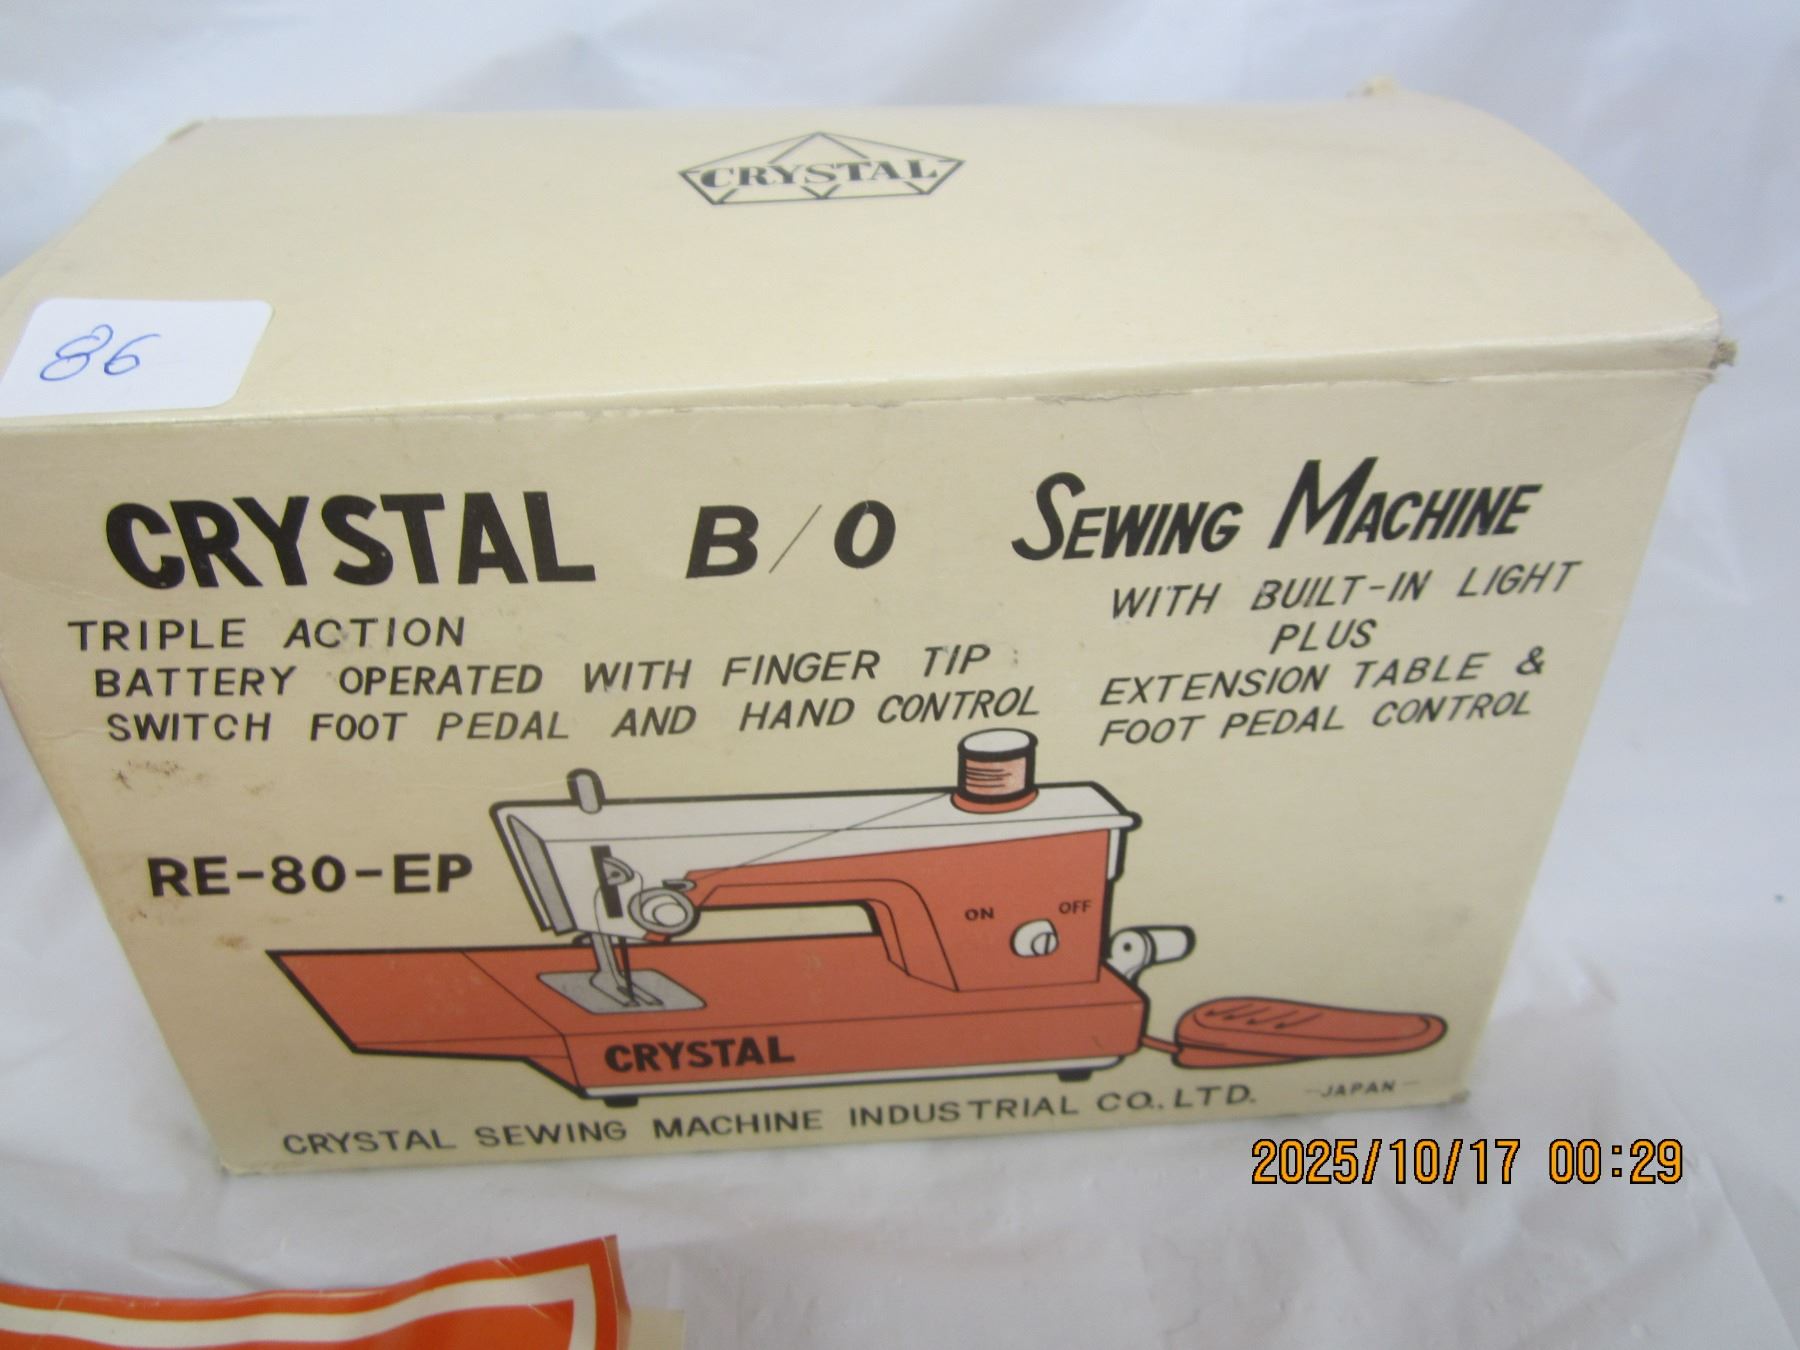 CRYSTAL
86
CRYSTAL B/O SEWING MACHINE
WITH BUILT-IN LIGHT
PLUS
EXTENSION TABLE &
FOOT PEDAL CONTROL
TRIPLE ACTION
BATTERY OPERATED WITH FINGER TIP
SWITCH FOOT PEDAL AND HAND CONTROL
RE-80-EP
ON OFF
CRYSTAL
CRYSTAL SEWING MACHINE INDUSTRIAL CO.,LTD. -JAPAN-
2025/10/17 00:29